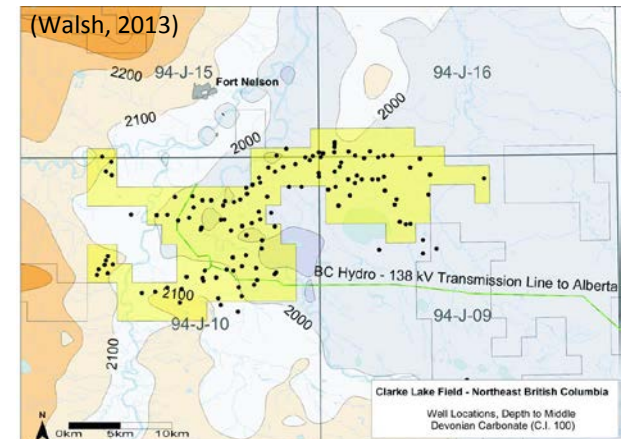 (Walsh, 2013)
2200
94-J-15
94-J-16
Fort Nelson
2100
2000
2000
BC Hydro - 138 kV Transmission Line to Alberta
2100
94-J-10
2000
94-J-09
2100
Clarke Lake Field - Northeast British Columbia
Well Locations, Depth to Middle
Devonian Carbonate (C.I. 100)
N
0km 5km 10km